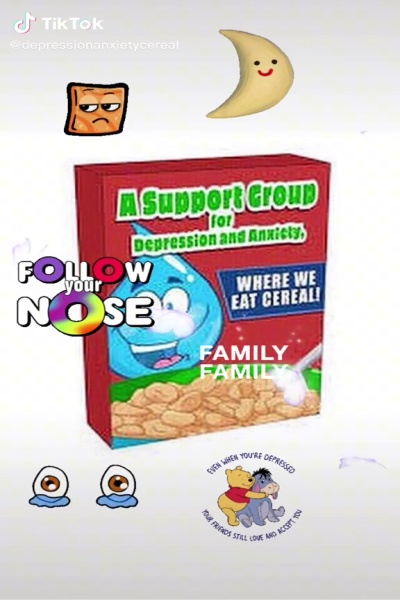 TikTok
@depressionanxietycereal
A Support Group
for
Depression and Anxiety,
WHERE WE
EAT CEREAL!
FOLLOW
your
NOSE
FAMILY
FAMILY
EVEN WHEN YOU'RE DEPRESSED
YOUR FRIENDS STILL LOVE AND ACCEPT YOU